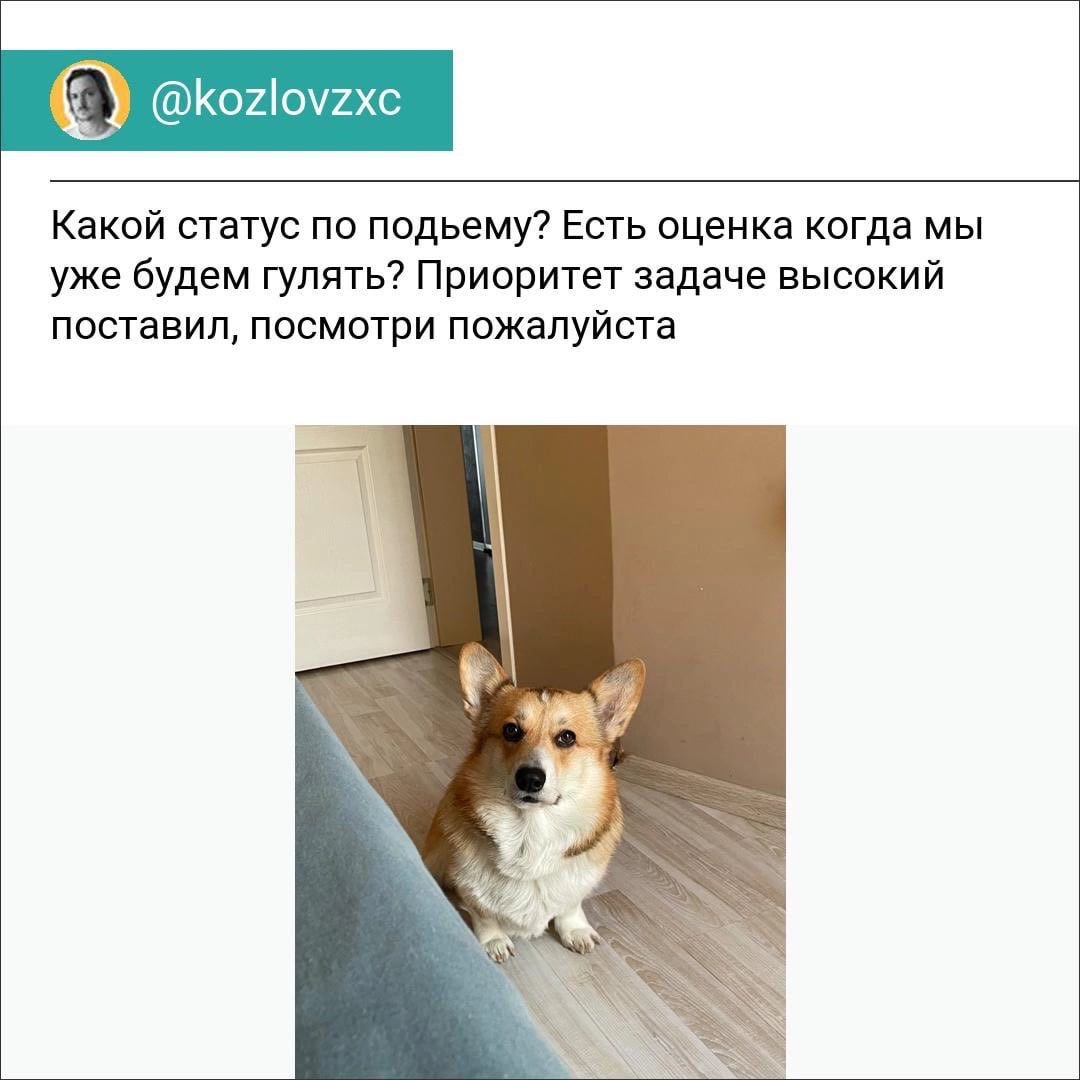 @kozlovzxc
Какой статус по подьему? Есть оценка когда мы
уже будем гулять? Приоритет задаче высокий
поставил, посмотри пожалуйста